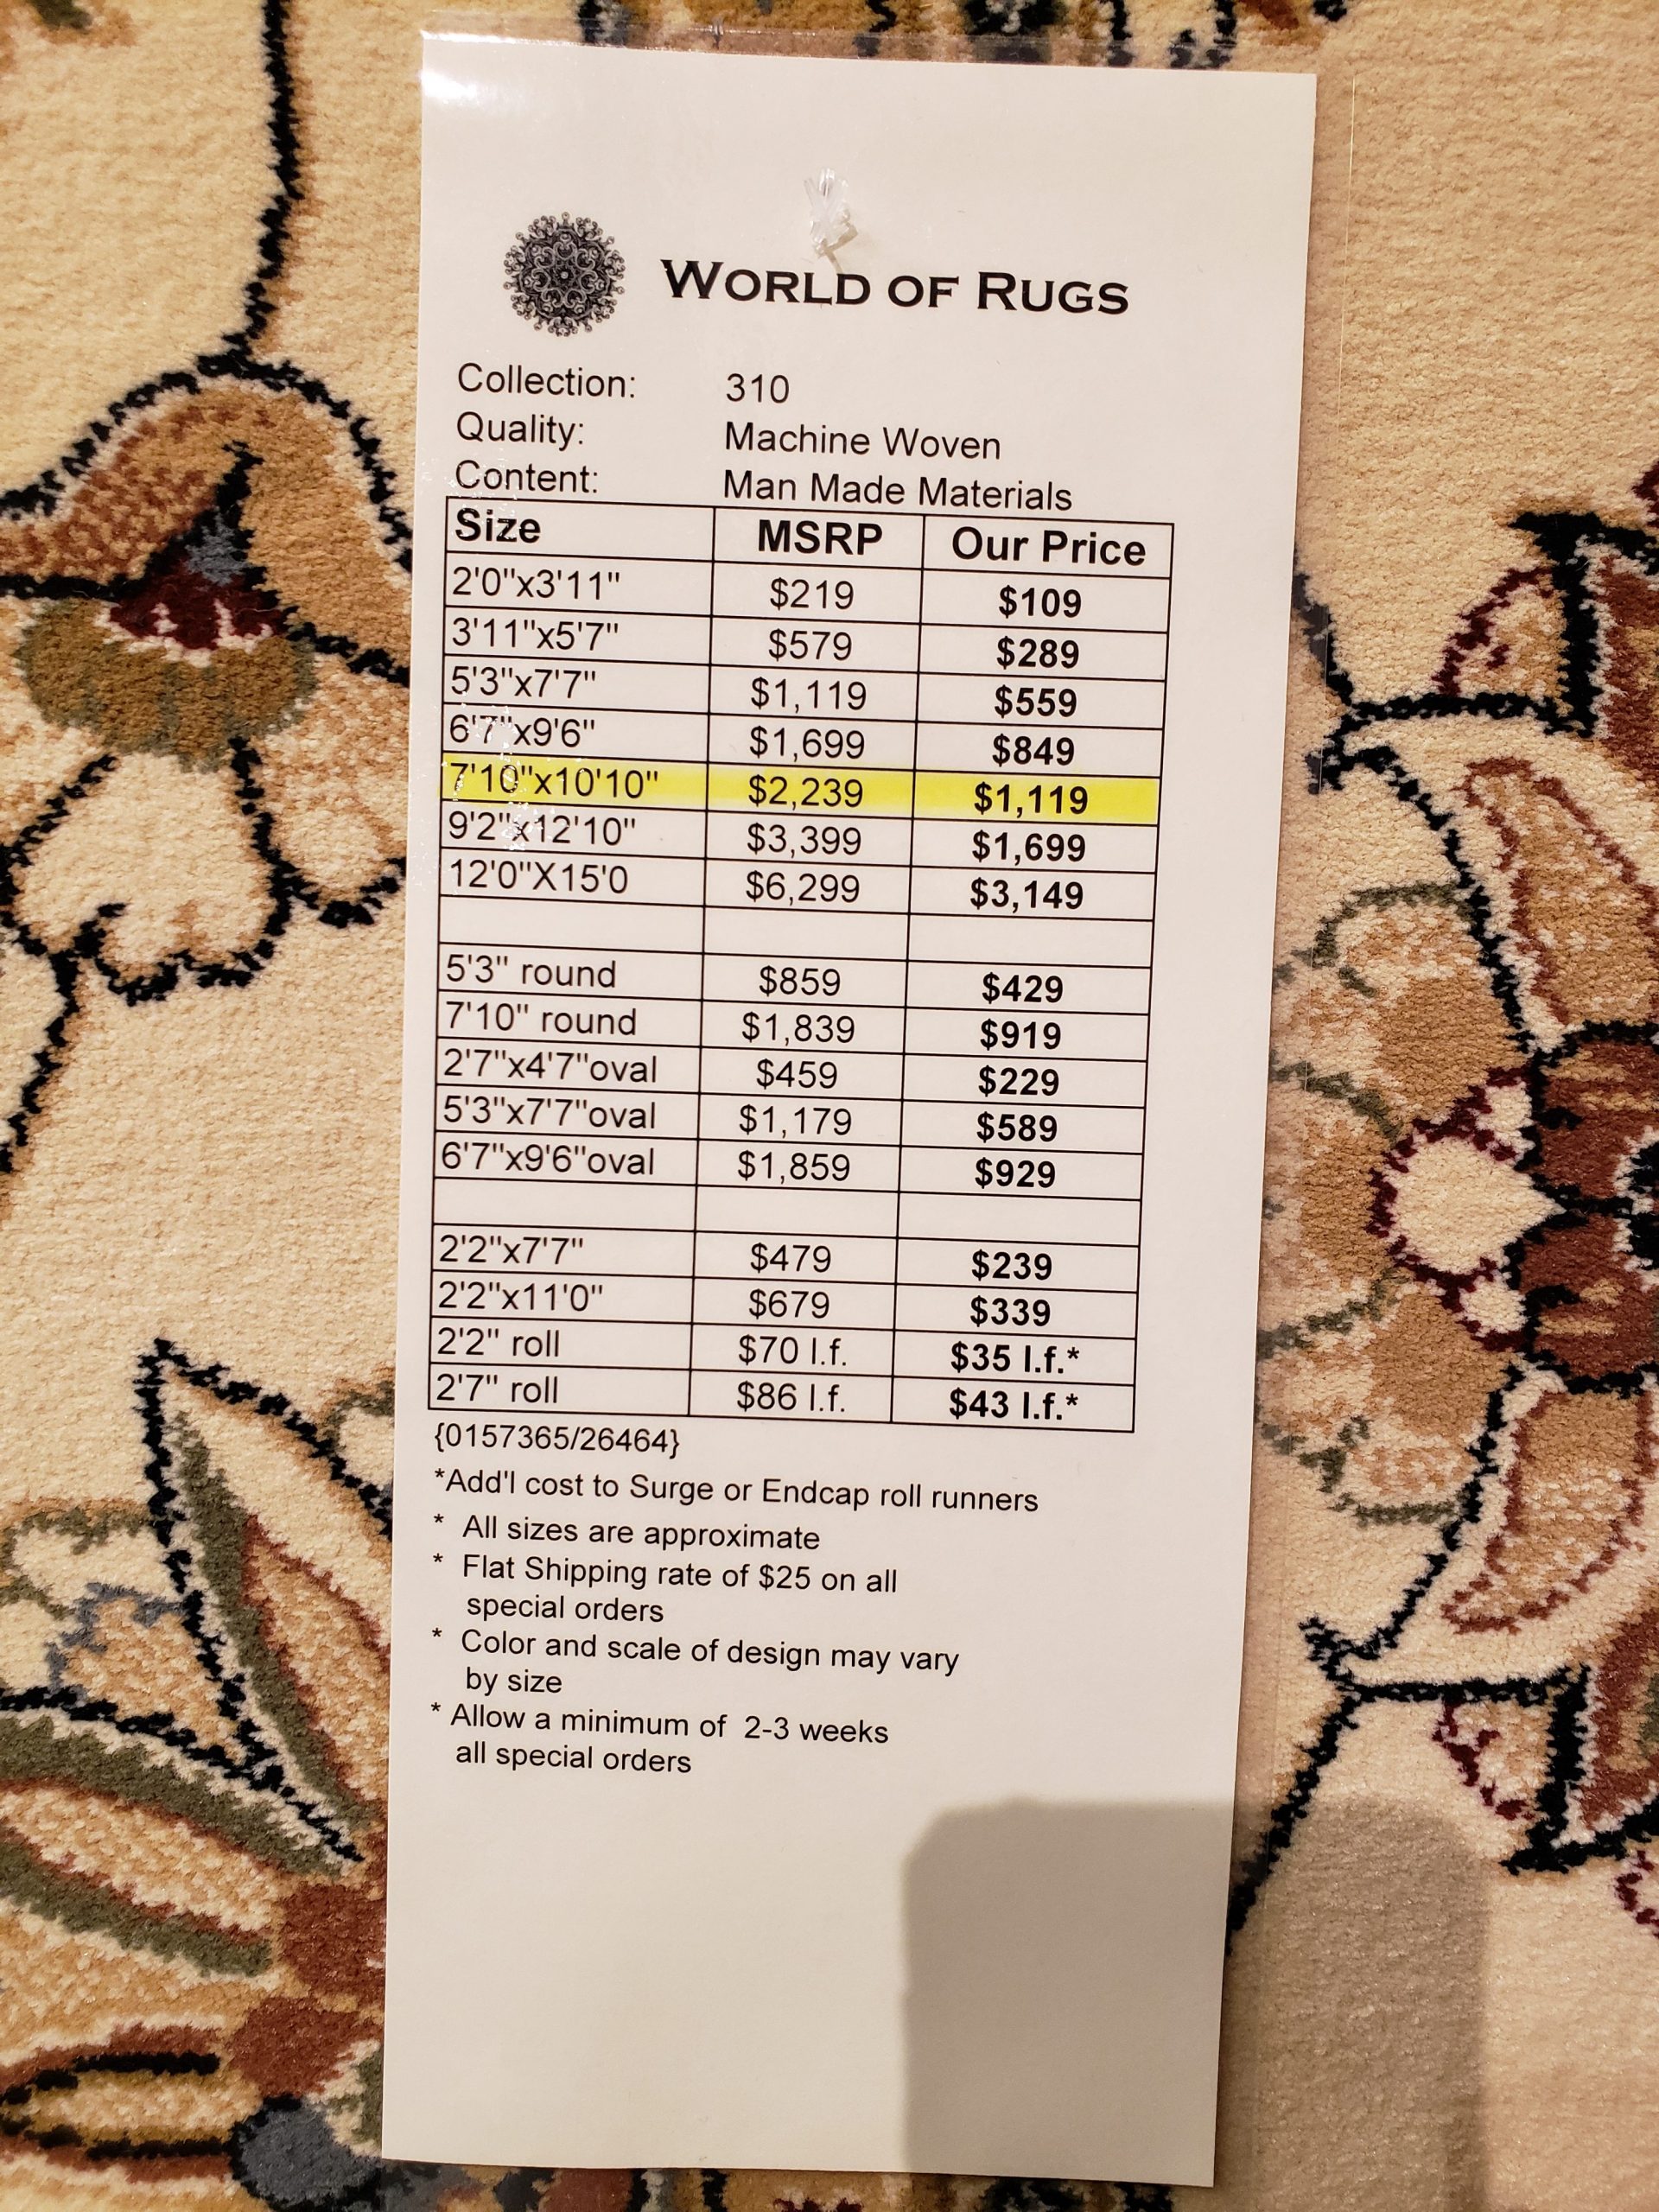 WORLD OF RUGS
Collection: 310
Quality: Machine Woven
Content: Man Made Materials
Size MSRP Our Price
2'0"x3'11" $219 $109
3'11"x5'7" $579 $289
5'3"x7'7" $1,119 $559
6'7"x9'6" $1,699 $849
7'10"x10'10" $2,239 $1,119
9'2"x12'10" $3,399 $1,699
12'0"X15'0 $6,299 $3,149
5'3" round $859 $429
7'10" round $1,839 $919
2'7"x4'7"oval $459 $229
5'3"x7'7"oval $1,179 $589
6'7"x9'6"oval $1,859 $929
2'2"x7'7" $479 $239
2'2"x11'0" $679 $339
2'2" roll $70 l.f. $35 l.f.*
2'7" roll $86 l.f. $43 l.f.*
{0157365/26464}
*Add'l cost to Surge or Endcap roll runners
* All sizes are approximate
* Flat Shipping rate of $25 on all
special orders
* Color and scale of design may vary
by size
* Allow a minimum of 2-3 weeks
all special orders